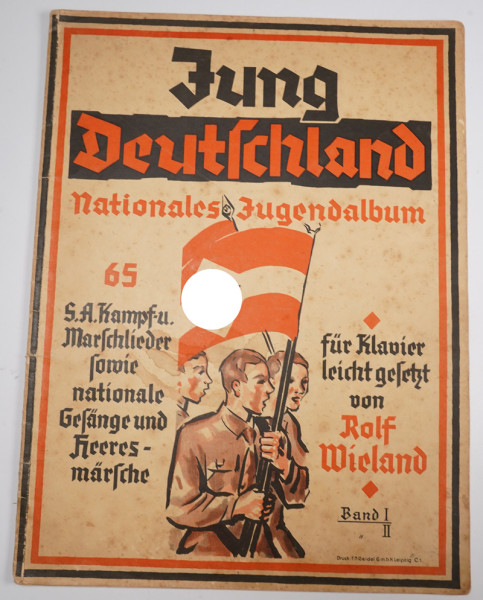 Jung
Deutschland
Nationales Jugendalbum
65
S.A. Kampf- u.
Marschlieder
sowie
nationale
Gesänge und
Heeres-
märsche
für Klavier
leicht gesetzt
von
Rolf
Wieland
Band I
II